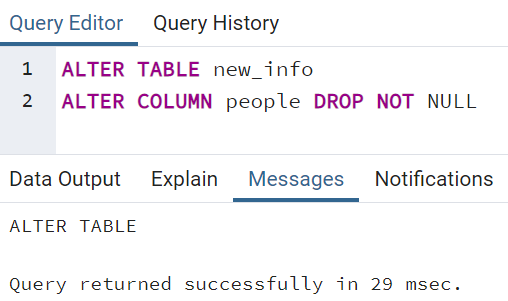 Query Editor Query History
1 ALTER TABLE new_info
2 ALTER COLUMN people DROP NOT NULL
Data Output Explain Messages Notifications
ALTER TABLE
Query returned successfully in 29 msec.